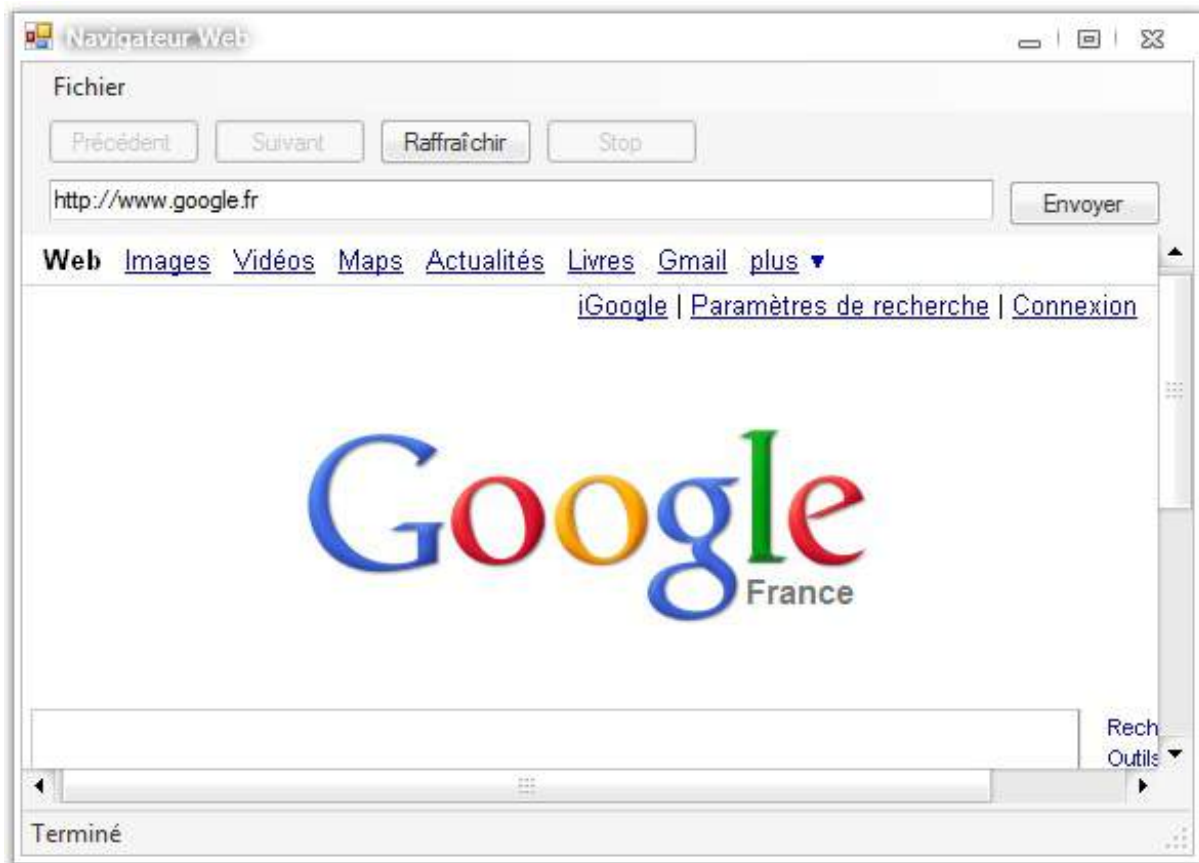 Navigateur Web
Fichier
Précédent Suivant Raffraîchir Stop
http://www.google.fr Envoyer
Web Images Vidéos Maps Actualités Livres Gmail plus ▼
iGoogle | Paramètres de recherche | Connexion
Google
France
Rech
Outils
Terminé